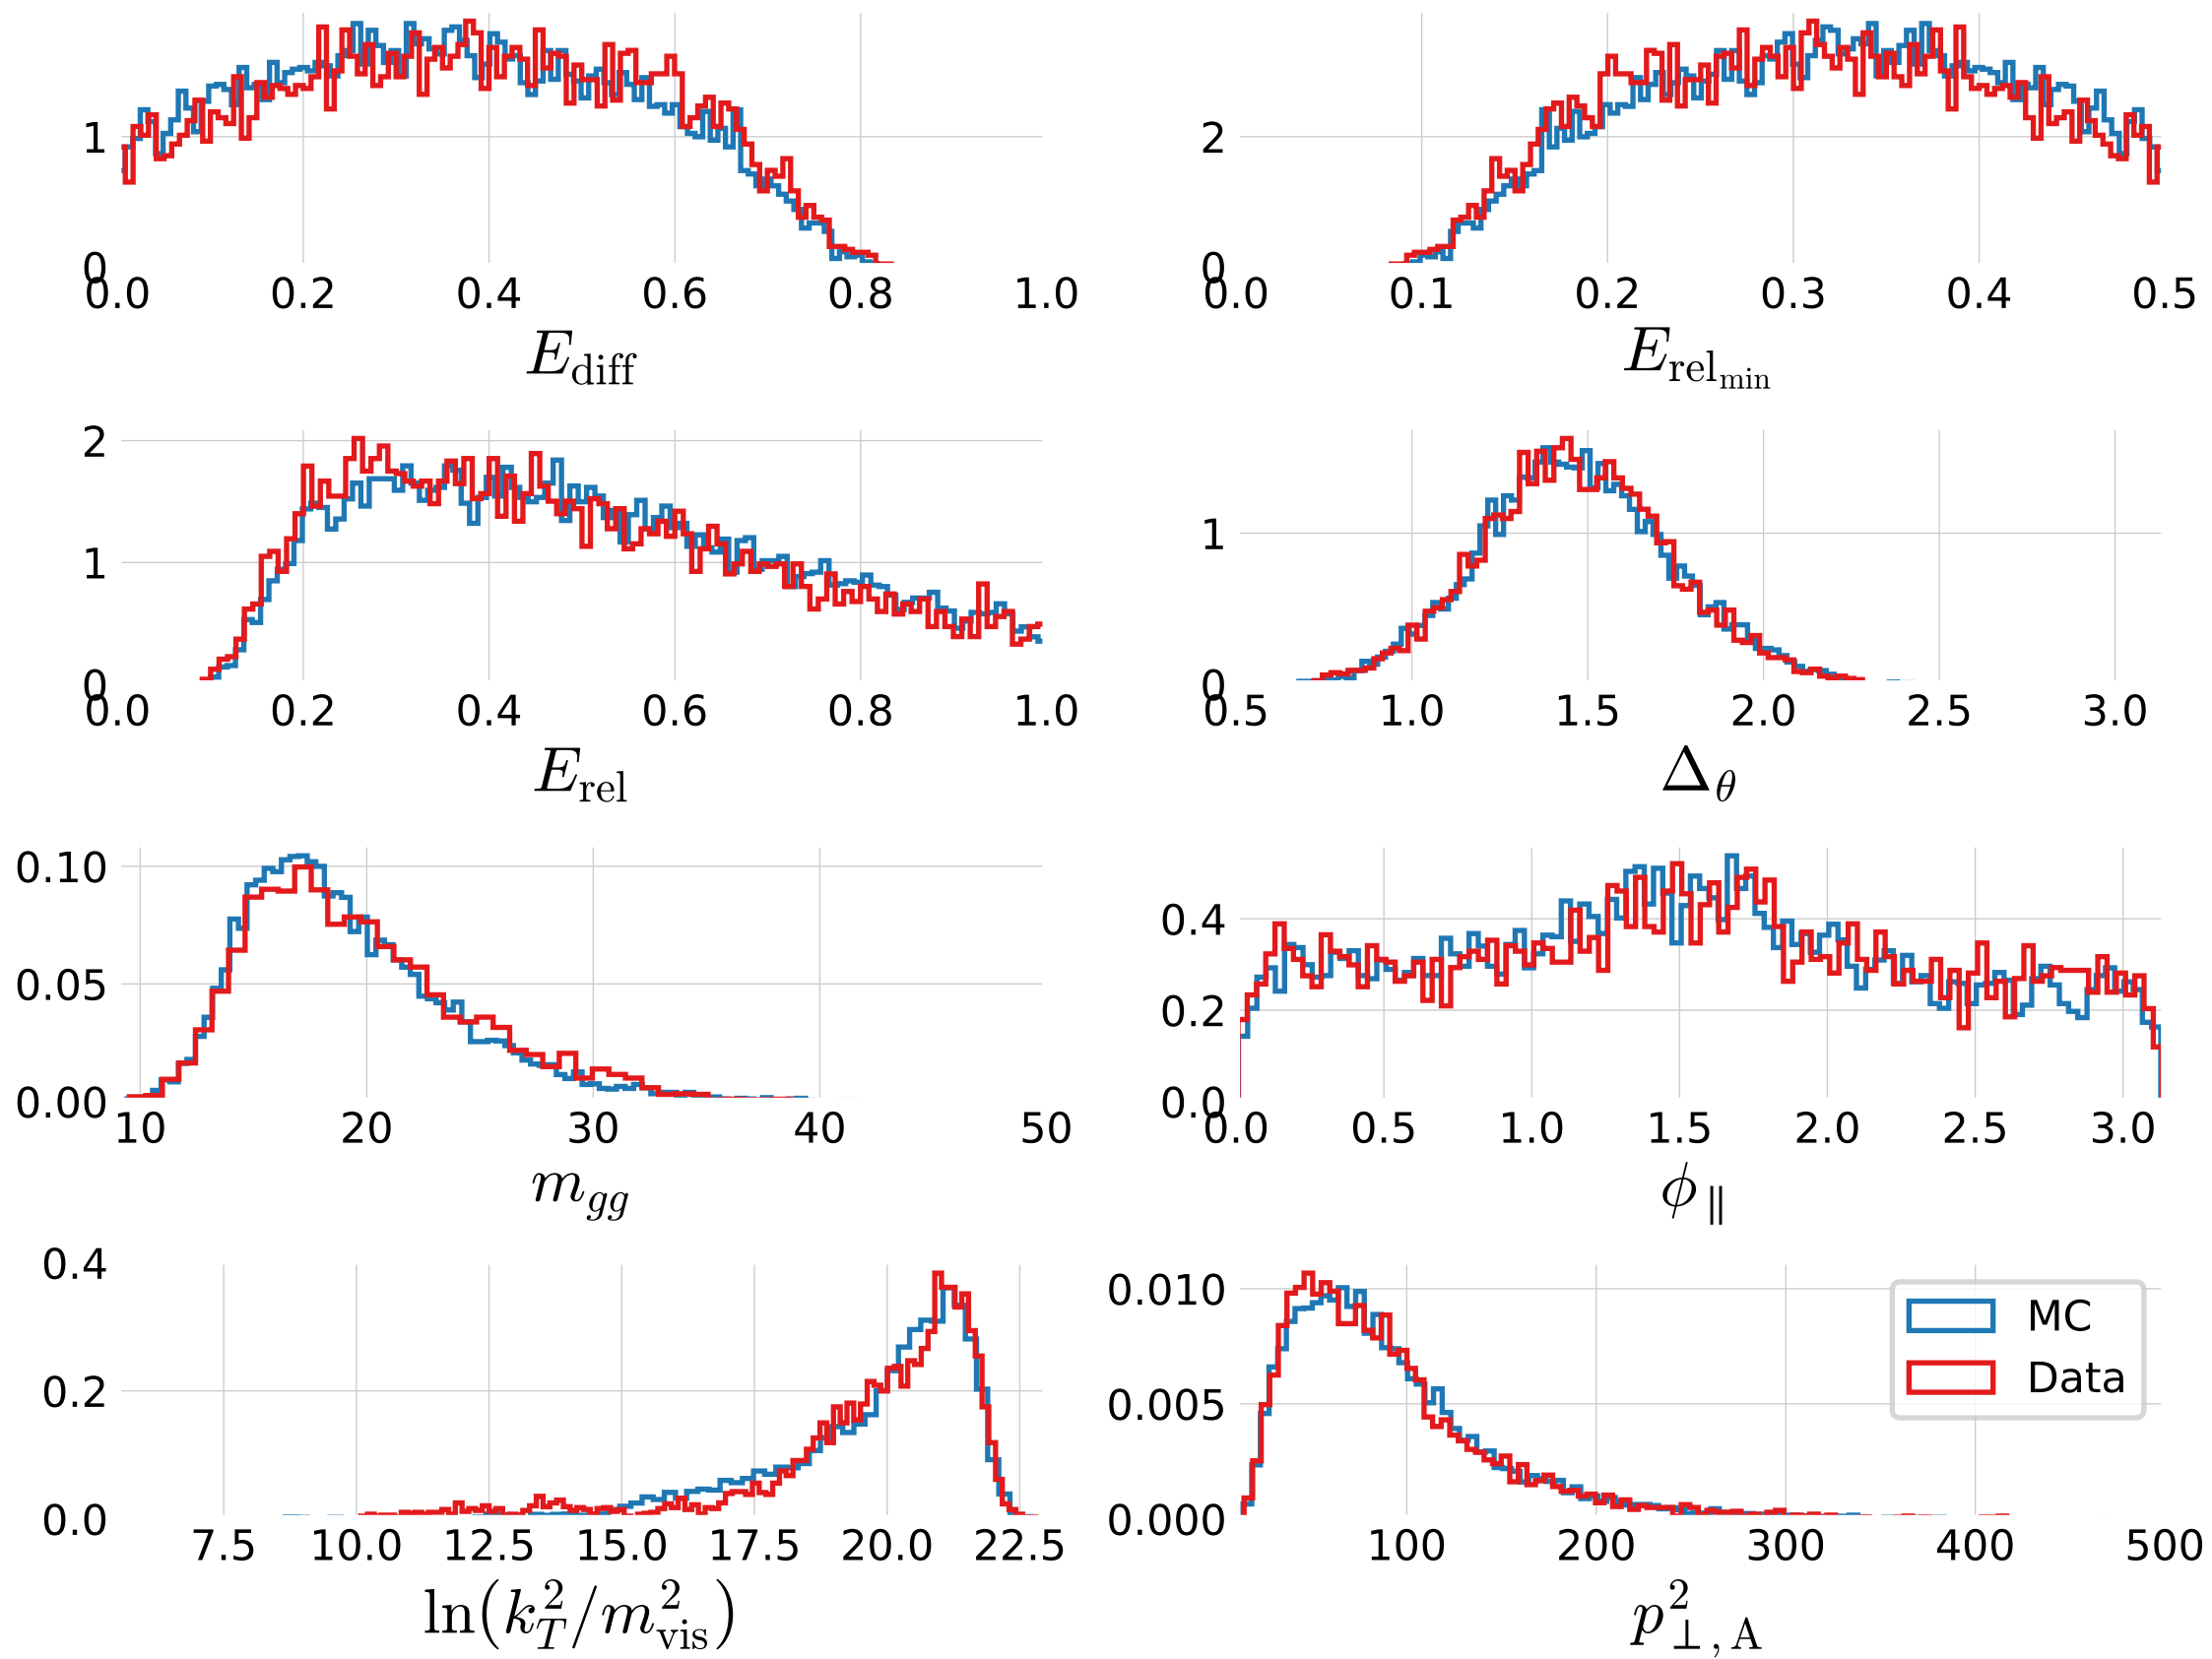 1
0
0.0 0.2 0.4 0.6 0.8 1.0
E_diff
2
0
0.0 0.1 0.2 0.3 0.4 0.5
E_rel_min
2
1
0
0.0 0.2 0.4 0.6 0.8 1.0
E_rel
1
0
0.5 1.0 1.5 2.0 2.5 3.0
Δ_θ
0.10
0.05
0.00
10 20 30 40 50
m_gg
0.4
0.2
0.0
0.0 0.5 1.0 1.5 2.0 2.5 3.0
ϕ_∥
0.4
0.2
0.0
7.5 10.0 12.5 15.0 17.5 20.0 22.5
ln(k_T^2/m_vis^2)
0.010
0.005
0.000
MC
Data
100 200 300 400 500
p^2_⊥,A